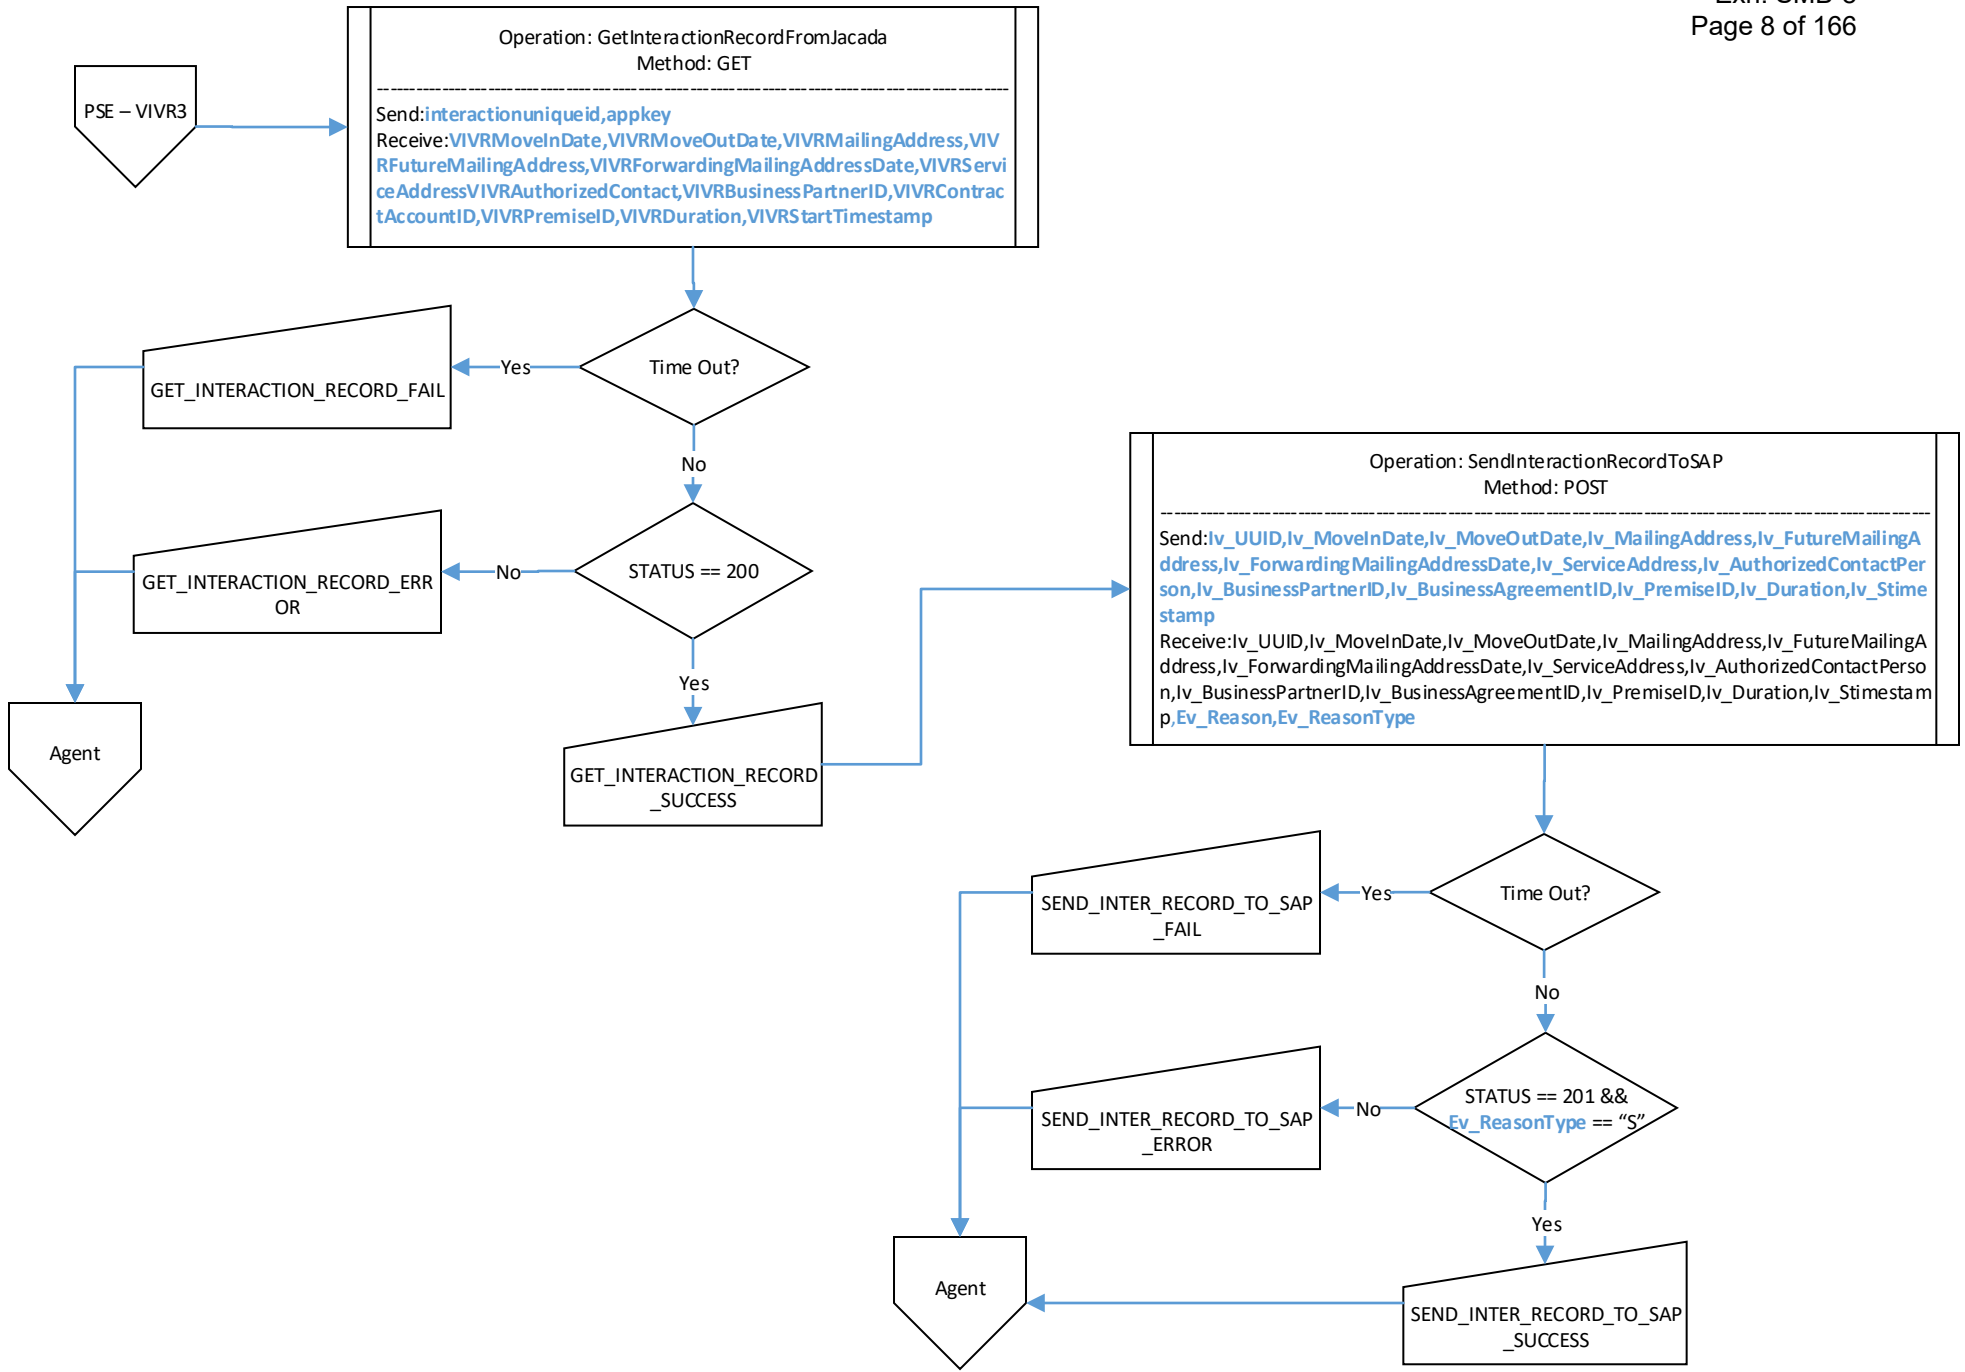 Page 8 of 166
Operation: GetInteractionRecordFromJacada
Method: GET
PSE – VIVR3
Send:interactionuniqueid,appkey
Receive:VIVRMoveInDate,VIVRMoveOutDate,VIVRMailingAddress,VIV
RFutureMailingAddress,VIVRForwardingMailingAddressDate,VIVRServi
ceAddressVIVRAuthorizedContact,VIVRBusinessPartnerID,VIVRContrac
tAccountID,VIVRPremiseID,VIVRDuration,VIVRStartTimestamp
Time Out?
Yes
GET_INTERACTION_RECORD_FAIL
No
STATUS == 200
No
GET_INTERACTION_RECORD_ERR
OR
Yes
Agent
GET_INTERACTION_RECORD
_SUCCESS
Operation: SendInteractionRecordToSAP
Method: POST
Send:Iv_UUID,Iv_MoveInDate,Iv_MoveOutDate,Iv_MailingAddress,Iv_FutureMailingA
ddress,Iv_ForwardingMailingAddressDate,Iv_ServiceAddress,Iv_AuthorizedContactPer
son,Iv_BusinessPartnerID,Iv_BusinessAgreementID,Iv_PremiseID,Iv_Duration,Iv_Stime
stamp
Receive:Iv_UUID,Iv_MoveInDate,Iv_MoveOutDate,Iv_MailingAddress,Iv_FutureMailingA
ddress,Iv_ForwardingMailingAddressDate,Iv_ServiceAddress,Iv_AuthorizedContactPerso
n,Iv_BusinessPartnerID,Iv_BusinessAgreementID,Iv_PremiseID,Iv_Duration,Iv_Stimestam
p,Ev_Reason,Ev_ReasonType
Time Out?
Yes
SEND_INTER_RECORD_TO_SAP
_FAIL
No
STATUS == 201 &&
Ev_ReasonType == “S”
No
SEND_INTER_RECORD_TO_SAP
_ERROR
Yes
Agent
SEND_INTER_RECORD_TO_SAP
_SUCCESS